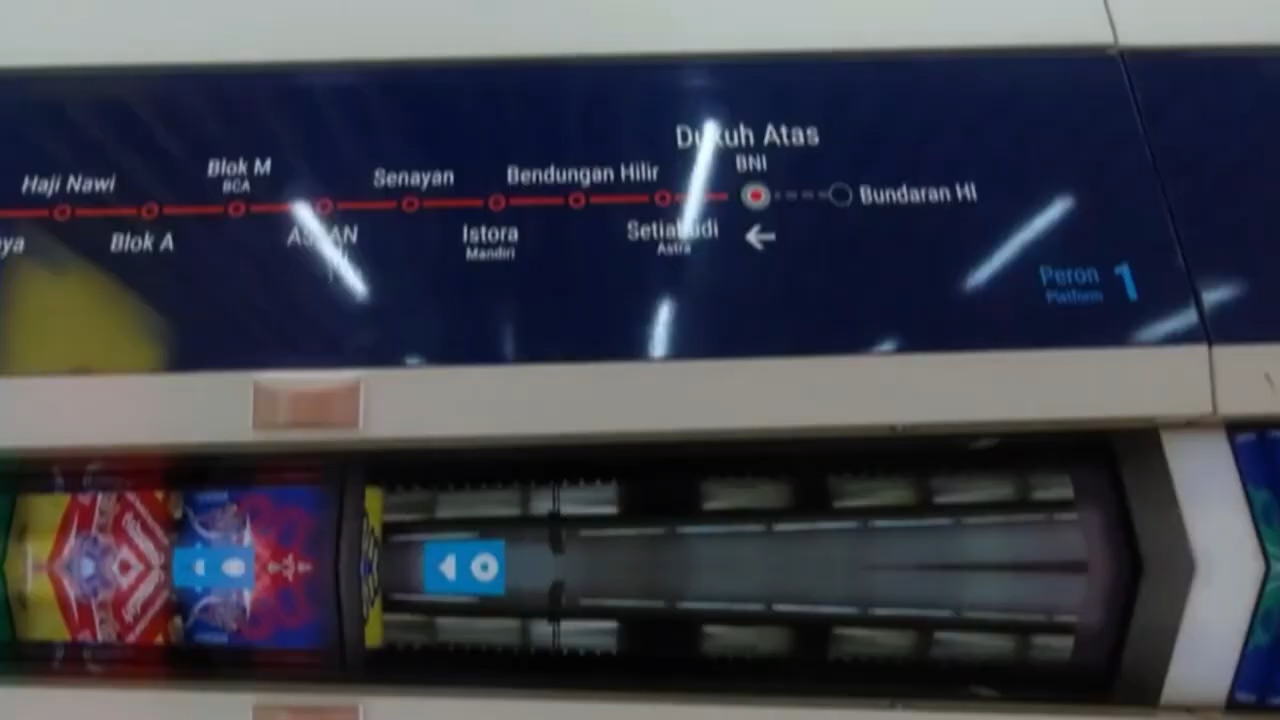 Dukuh Atas
BNI
Haji Nawi
Blok M
BCA
Senayan
Bendungan Hilir
Bundaran HI
ya
Blok A
Istora
Mandiri
Setiabudi
Astra
Peron 1
Platform